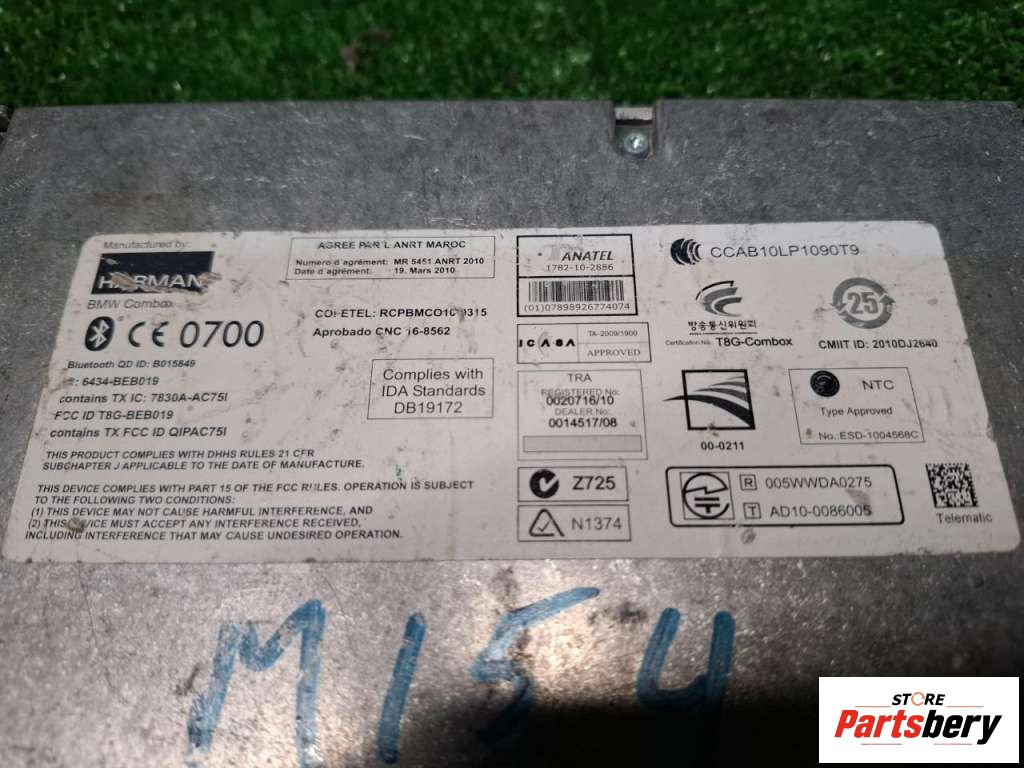 Manufactured by:
HARMAN
BMW Combox
CE 0700
Bluetooth QD ID: B015849
6434-BEB019
contains TX IC: 7830A-AC75I
FCC ID T8G-BEB019
contains TX FCC ID QIPAC75I
THIS PRODUCT COMPLIES WITH DHHS RULES 21 CFR
SUBCHAPTER J APPLICABLE TO THE DATE OF MANUFACTURE.
THIS DEVICE COMPLIES WITH PART 15 OF THE FCC RULES. OPERATION IS SUBJECT
TO THE FOLLOWING TWO CONDITIONS:
(1) THIS DEVICE MAY NOT CAUSE HARMFUL INTERFERENCE, AND
(2) THIS DEVICE MUST ACCEPT ANY INTERFERENCE RECEIVED,
INCLUDING INTERFERENCE THAT MAY CAUSE UNDESIRED OPERATION.
AGREE PAR L'ANRT MAROC
Numero d'agrément: MR 5451 ANRT 2010
Date d'agrément: 19. Mars 2010
Aprobado CNC 16-8562
Complies with
IDA Standards
DB19172
ANATEL
1782-10-2886
(01)07898926774074
ICASA
TA-2009/1900
APPROVED
TRA
REGISTERED No:
0020716/10
DEALER No:
0014517/08
Z725
N1374
CCAB10LP1090T9
방송통신위원회
Certification No. T8G-Combox
25
CMIIT ID: 2010DJ2640
00-0211
NTC
Type Approved
No.: ESD-1004568C
R 005WWDA0275
T AD10-0086005
Telematic
M154
STORE
Partsbery